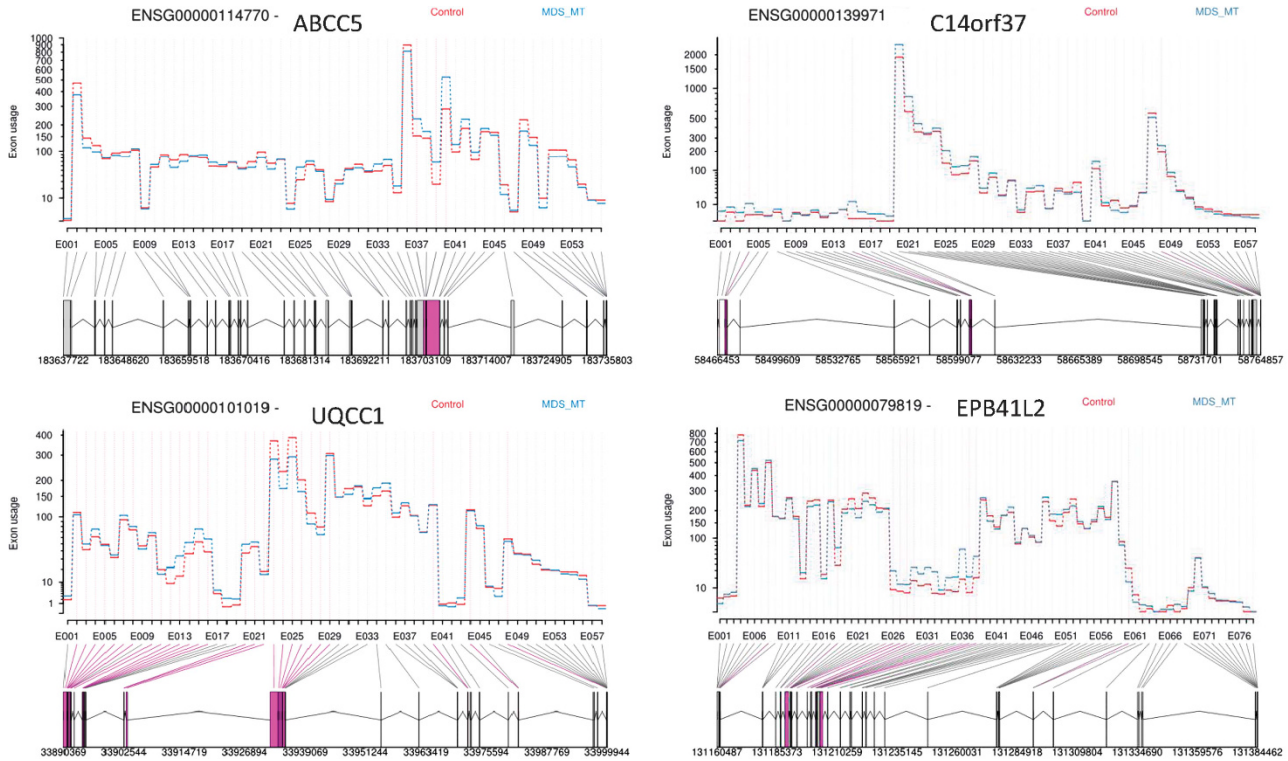 ENSG00000114770 - ABCC5 Control MDS_MT
1000
900
800
700
600
500
400
300
200
150
100
10
Exon usage
E001 E005 E009 E013 E017 E021 E025 E029 E033 E037 E041 E045 E049 E053
183637722 183648620 183659518 183670416 183681314 183692211 183703109 183714007 183724905 183735803
ENSG00000139971 C14orf37 Control MDS_MT
2000
1500
1000
500
300
200
100
10
Exon usage
E001 E005 E009 E013 E017 E021 E025 E029 E033 E037 E041 E045 E049 E053 E057
58466453 58499609 58532765 58565921 58599077 58632233 58665389 58698545 58731701 58764857
ENSG00000101019 - UQCC1 Control MDS_MT
400
300
200
150
100
10
1
Exon usage
E001 E005 E009 E013 E017 E021 E025 E029 E033 E037 E040 E045 E049 E053 E057
33890369 33902544 33914719 33926894 33939069 33951244 33963419 33975594 33987769 33999944
ENSG00000079819 - EPB41L2 Control MDS_MT
800
700
600
500
400
300
200
150
100
10
Exon usage
E001 E006 E011 E016 E021 E026 E031 E036 E041 E046 E051 E056 E061 E066 E071 E076
131160487 131185373 131210259 131235145 131260031 131284918 131309804 131334690 131359576 131384462